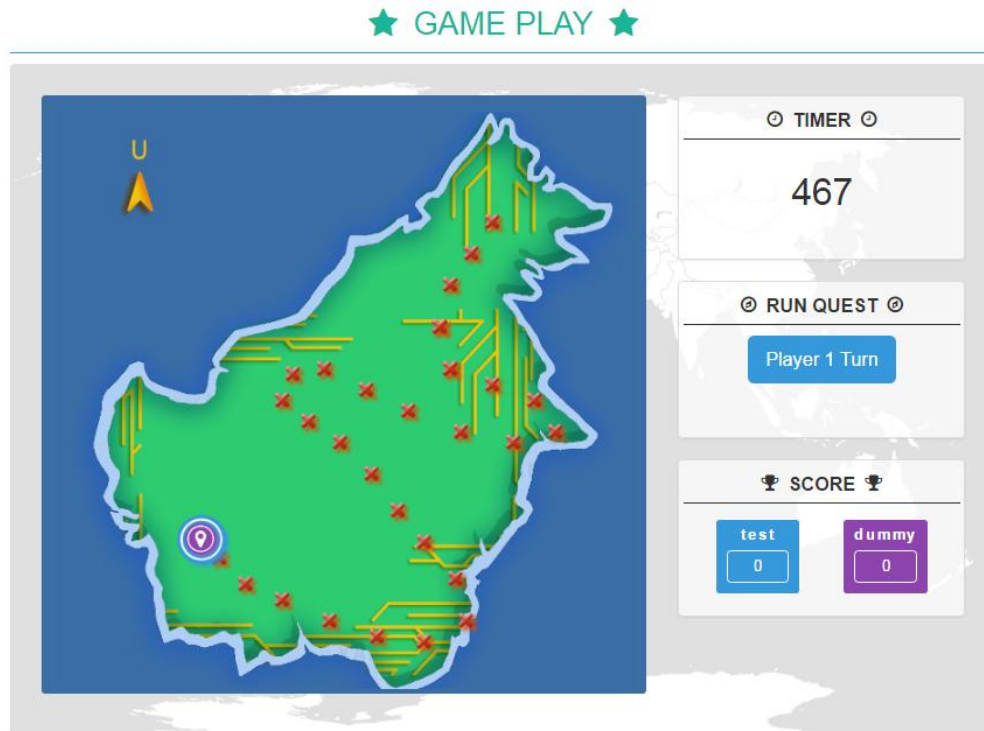 GAME PLAY
U
TIMER
467
RUN QUEST
Player 1 Turn
SCORE
test
0
dummy
0